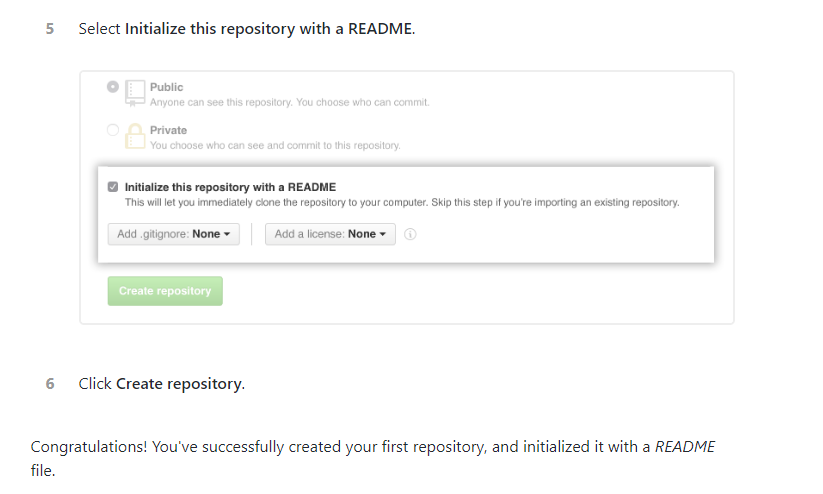 5 Select Initialize this repository with a README.
Public
Anyone can see this repository. You choose who can commit.
Private
You choose who can see and commit to this repository.
Initialize this repository with a README
This will let you immediately clone the repository to your computer. Skip this step if you're importing an existing repository.
Add .gitignore: None Add a license: None
Create repository
6 Click Create repository.
Congratulations! You've successfully created your first repository, and initialized it with a README
file.